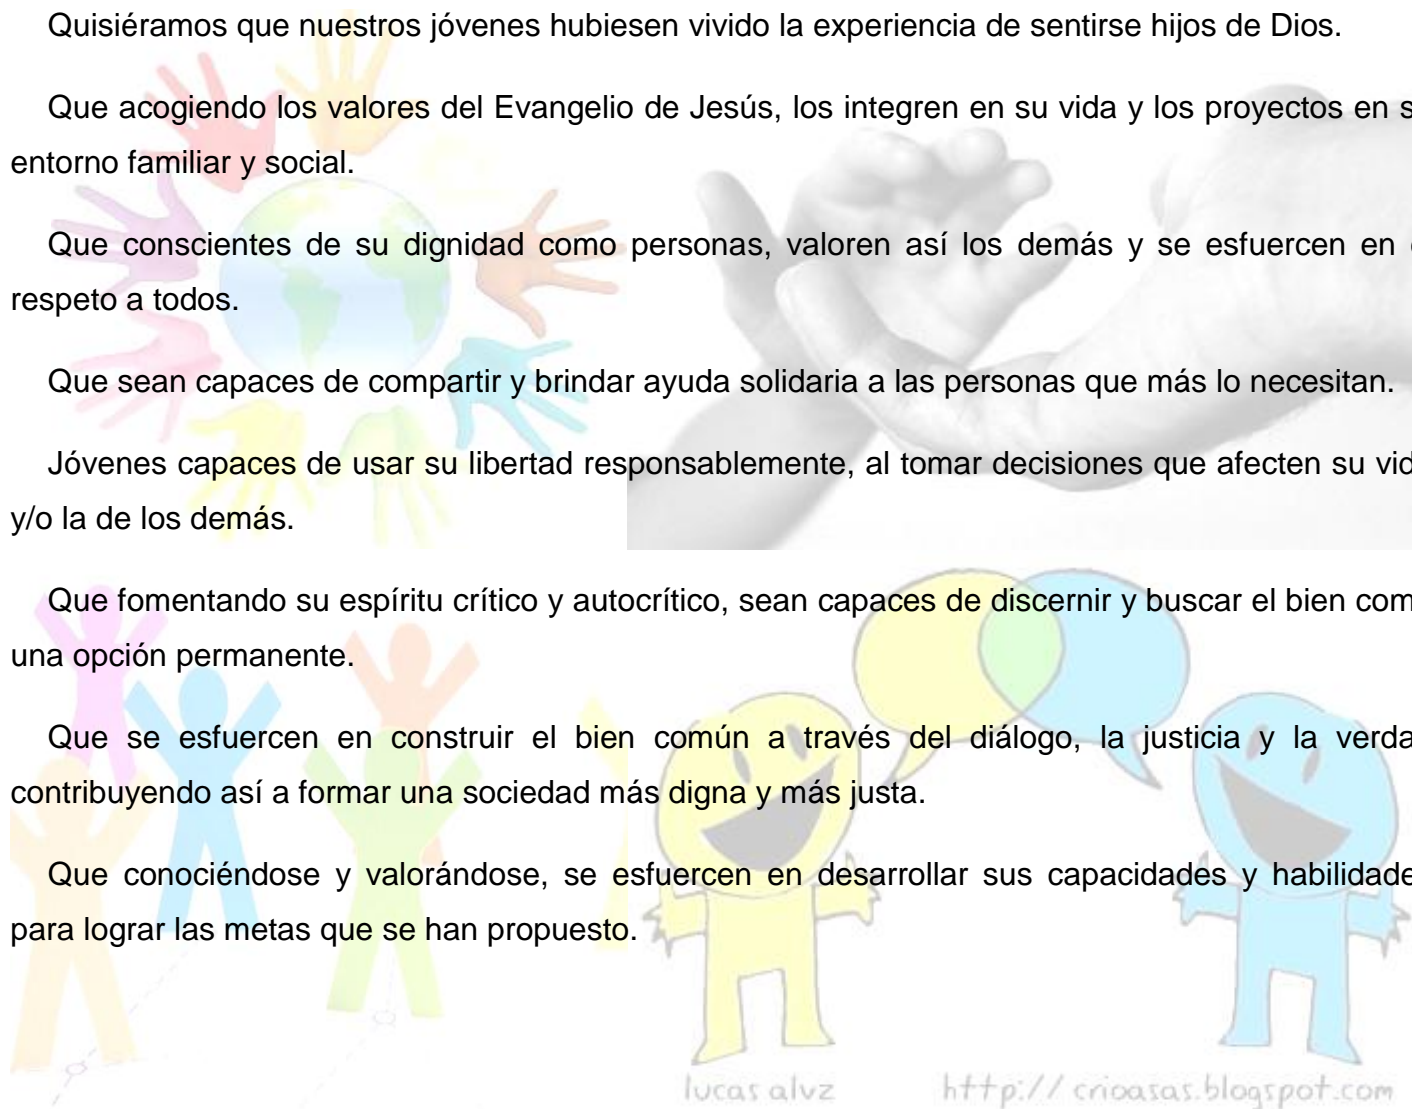 Quisiéramos que nuestros jóvenes hubiesen vivido la experiencia de sentirse hijos de Dios.
Que acogiendo los valores del Evangelio de Jesús, los integren en su vida y los proyectos en s
entorno familiar y social.
Que conscientes de su dignidad como personas, valoren así los demás y se esfuercen en
respeto a todos.
Que sean capaces de compartir y brindar ayuda solidaria a las personas que más lo necesitan.
Jóvenes capaces de usar su libertad responsablemente, al tomar decisiones que afecten su vid
y/o la de los demás.
Que fomentando su espíritu crítico y autocrítico, sean capaces de discernir y buscar el bien com
una opción permanente.
Que se esfuercen en construir el bien común a través del diálogo, la justicia y la verda
contribuyendo así a formar una sociedad más digna y más justa.
Que conociéndose y valorándose, se esfuercen en desarrollar sus capacidades y habilidade
para lograr las metas que se han propuesto.
lucas alvz
http://crioasas.blogspot.com